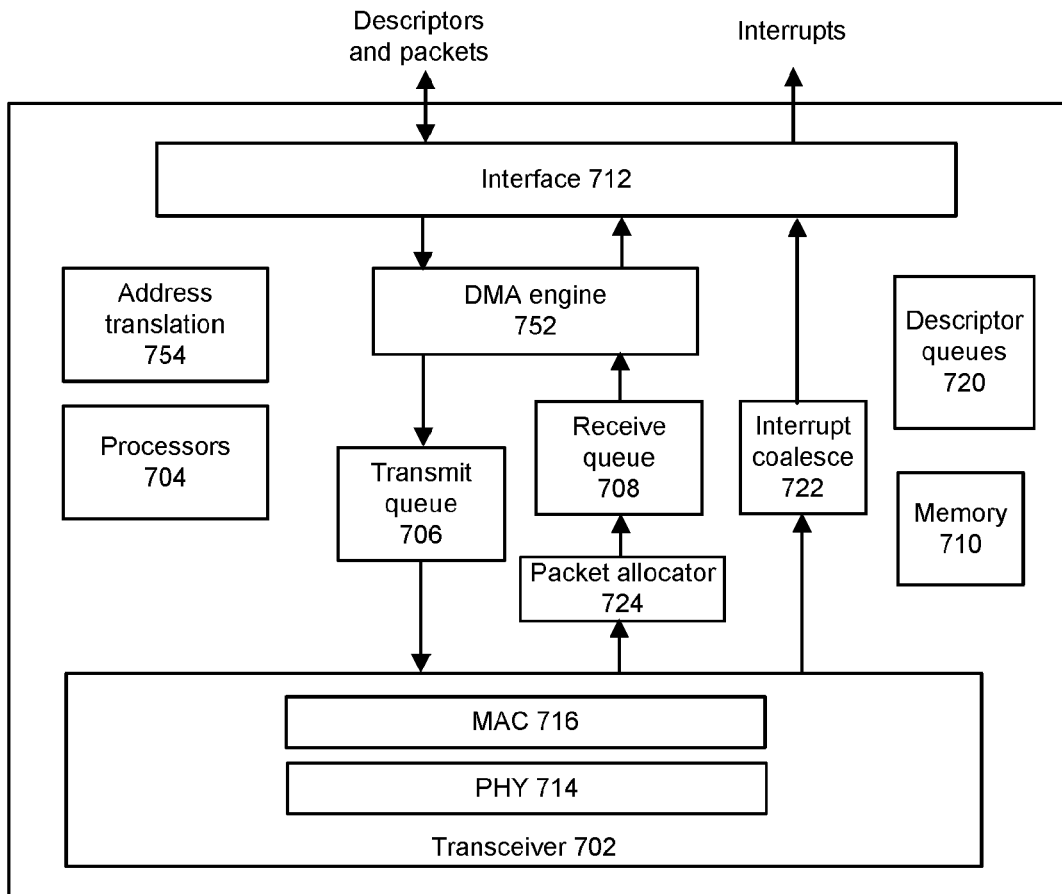 Descriptors
and packets
Interrupts
Interface 712
Address
translation
754
DMA engine
752
Descriptor
queues
720
Processors
704
Transmit
queue
706
Receive
queue
708
Interrupt
coalesce
722
Memory
710
Packet allocator
724
MAC 716
PHY 714
Transceiver 702